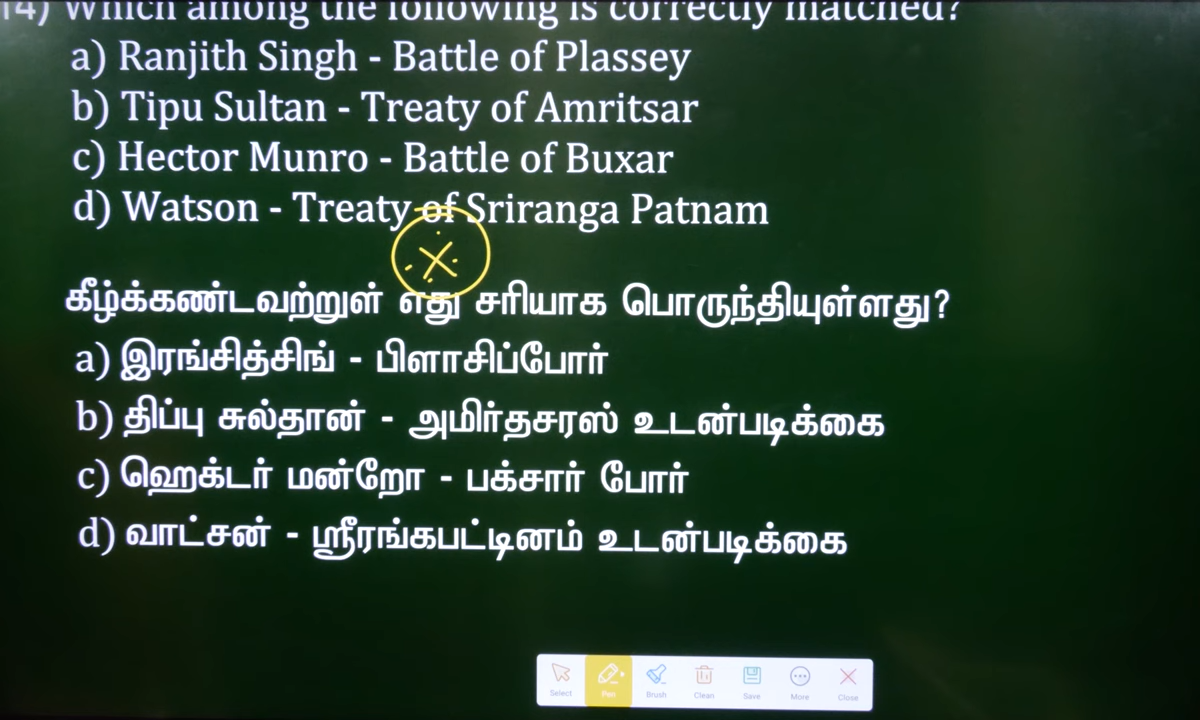 14) Which among the following is correctly matched?
a) Ranjith Singh - Battle of Plassey
b) Tipu Sultan - Treaty of Amritsar
c) Hector Munro - Battle of Buxar
d) Watson - Treaty of Sriranga Patnam
கீழ்க்கண்டவற்றுள் எது சரியாக பொருந்தியுள்ளது?
a) இரங்சித்சிங் - பிளாசிப்போர்
b) திப்பு சுல்தான் - அமிர்தசரஸ் உடன்படிக்கை
c) ஹெக்டர் மன்றோ - பக்சார் போர்
d) வாட்சன் - ஸ்ரீரங்கபட்டினம் உடன்படிக்கை
Select Pen Brush Clean Save More Close